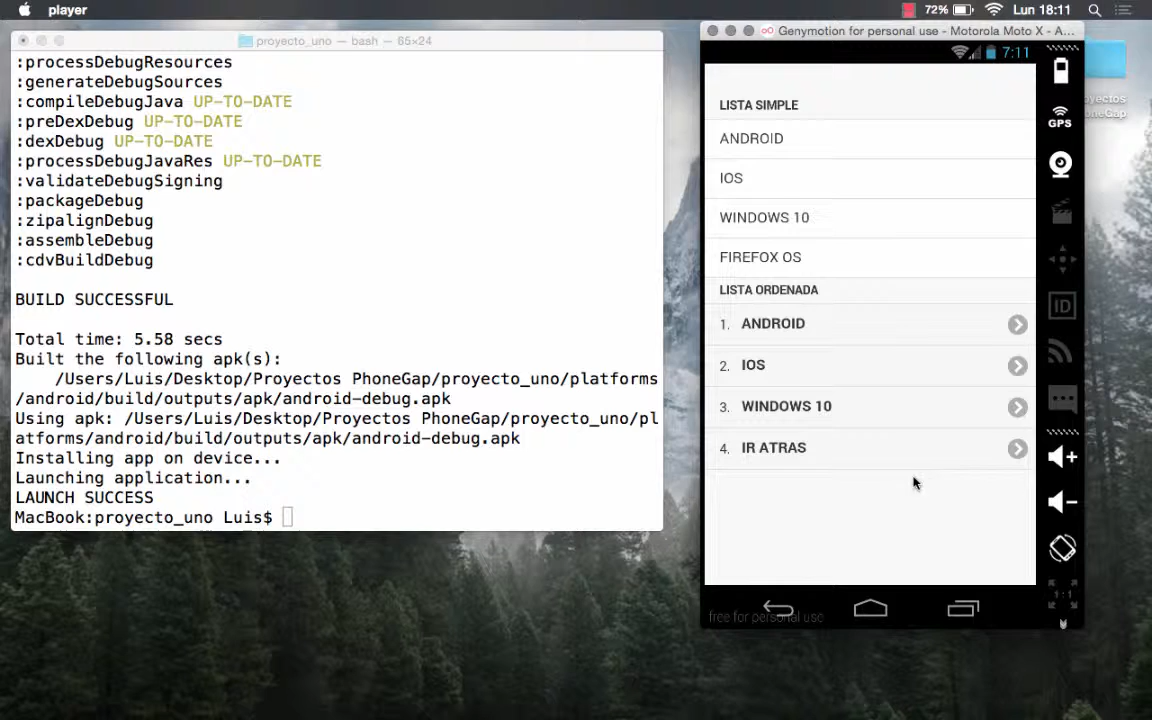 player
72%
Lun 18:11
proyecto_uno — bash — 65×24
:processDebugResources
:generateDebugSources
:compileDebugJava UP-TO-DATE
:preDexDebug UP-TO-DATE
:dexDebug UP-TO-DATE
:processDebugJavaRes UP-TO-DATE
:validateDebugSigning
:packageDebug
:zipalignDebug
:assembleDebug
:cdvBuildDebug
BUILD SUCCESSFUL
Total time: 5.58 secs
Built the following apk(s):
/Users/Luis/Desktop/Proyectos PhoneGap/proyecto_uno/platforms
/android/build/outputs/apk/android-debug.apk
Using apk: /Users/Luis/Desktop/Proyectos PhoneGap/proyecto_uno/pl
atforms/android/build/outputs/apk/android-debug.apk
Installing app on device...
Launching application...
LAUNCH SUCCESS
MacBook:proyecto_uno Luis$
Genymotion for personal use - Motorola Moto X - A...
7:11
LISTA SIMPLE
ANDROID
IOS
WINDOWS 10
FIREFOX OS
LISTA ORDENADA
1. ANDROID
2. IOS
3. WINDOWS 10
4. IR ATRAS
free for personal use
GPS
ID
1:1
yectos
oneGap